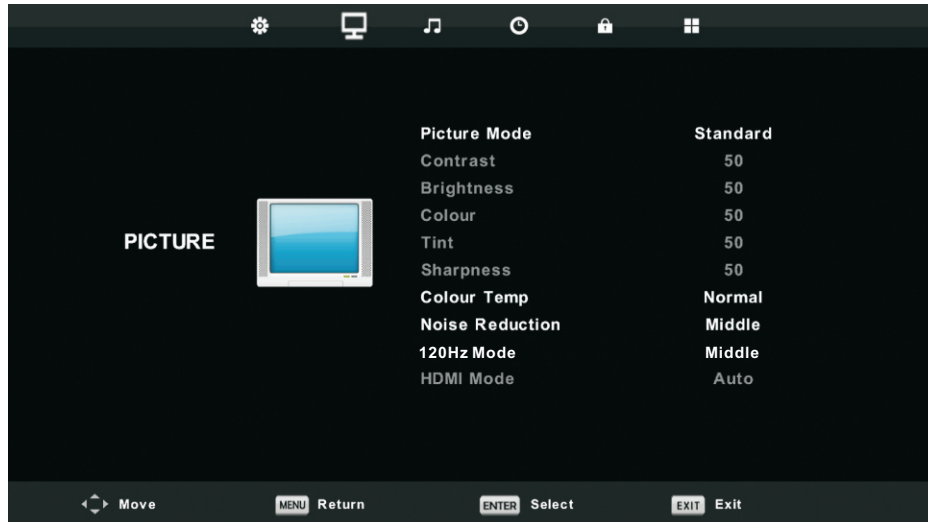 Picture Mode Standard
Contrast 50
Brightness 50
Colour 50
PICTURE
Tint 50
Sharpness 50
Colour Temp Normal
Noise Reduction Middle
120Hz Mode Middle
HDMI Mode Auto
Move MENU Return ENTER Select EXIT Exit